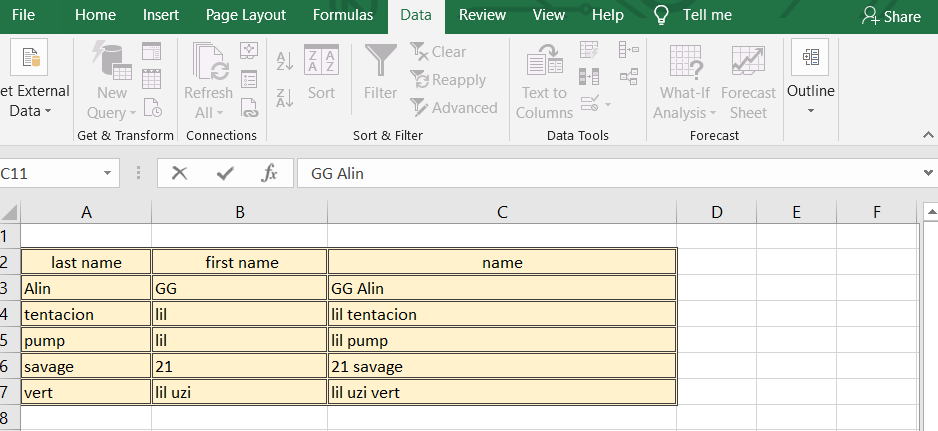 File Home Insert Page Layout Formulas Data Review View Help Tell me Share
et External Data
New Query
Refresh All
Sort
Filter
Clear
Reapply
Advanced
Text to Columns
What-If Analysis
Forecast Sheet
Outline
Get & Transform Connections Sort & Filter Data Tools Forecast
C11 fx GG Alin
A B C D E F
1
2 last name first name name
3 Alin GG GG Alin
4 tentacion lil lil tentacion
5 pump lil lil pump
6 savage 21 21 savage
7 vert lil uzi lil uzi vert
8